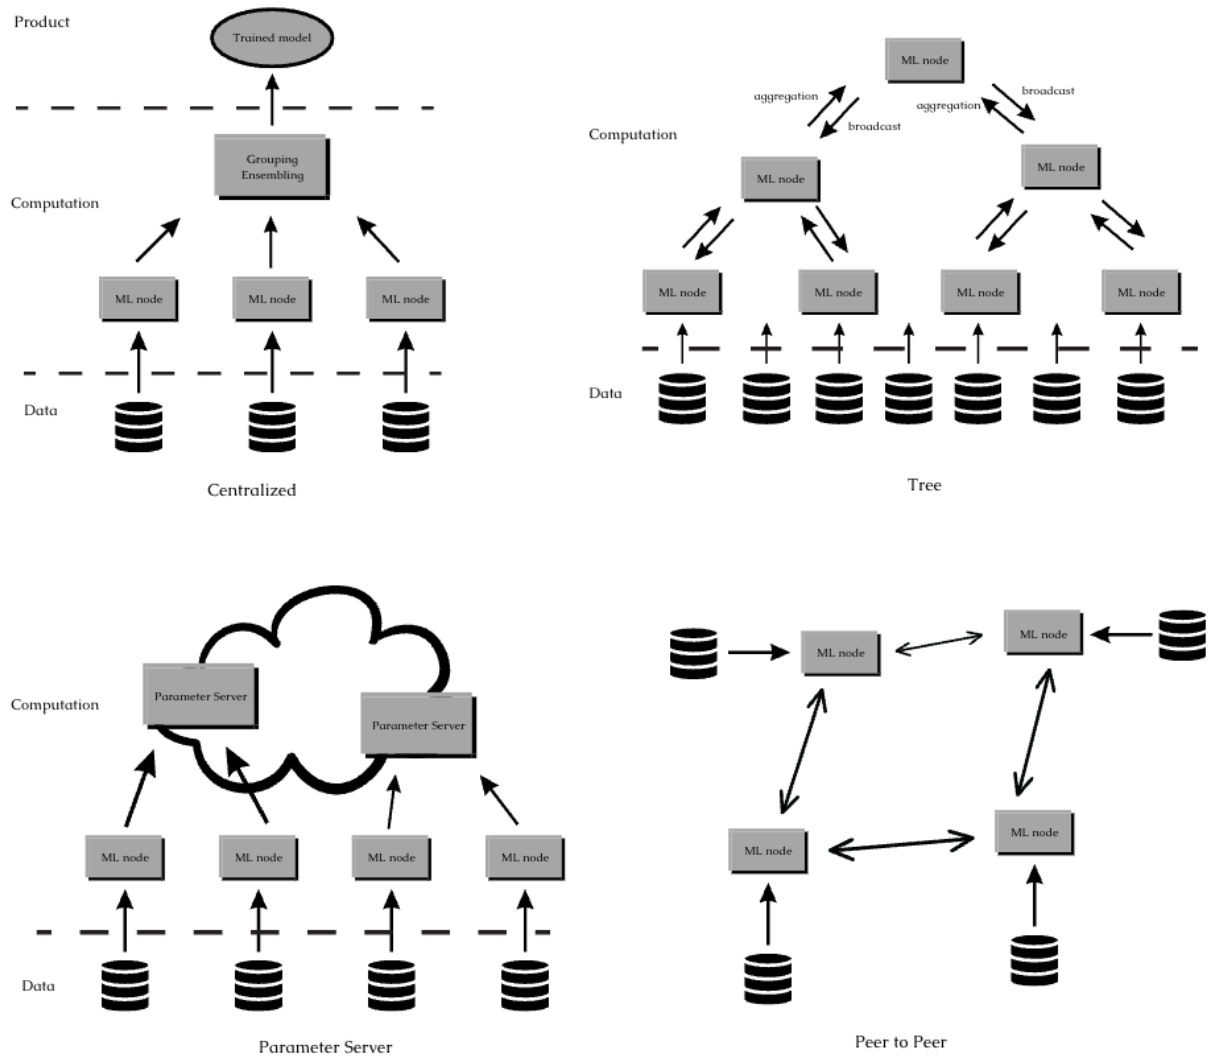 Product
Trained model
Grouping
Ensembling
Computation
ML node
ML node
ML node
Data
Centralized
ML node
aggregation
broadcast
aggregation
broadcast
Computation
ML node
ML node
ML node
ML node
ML node
ML node
Data
Tree
Parameter Server
Computation
Parameter Server
ML node
ML node
ML node
ML node
Data
Parameter Server
ML node
ML node
ML node
ML node
Peer to Peer